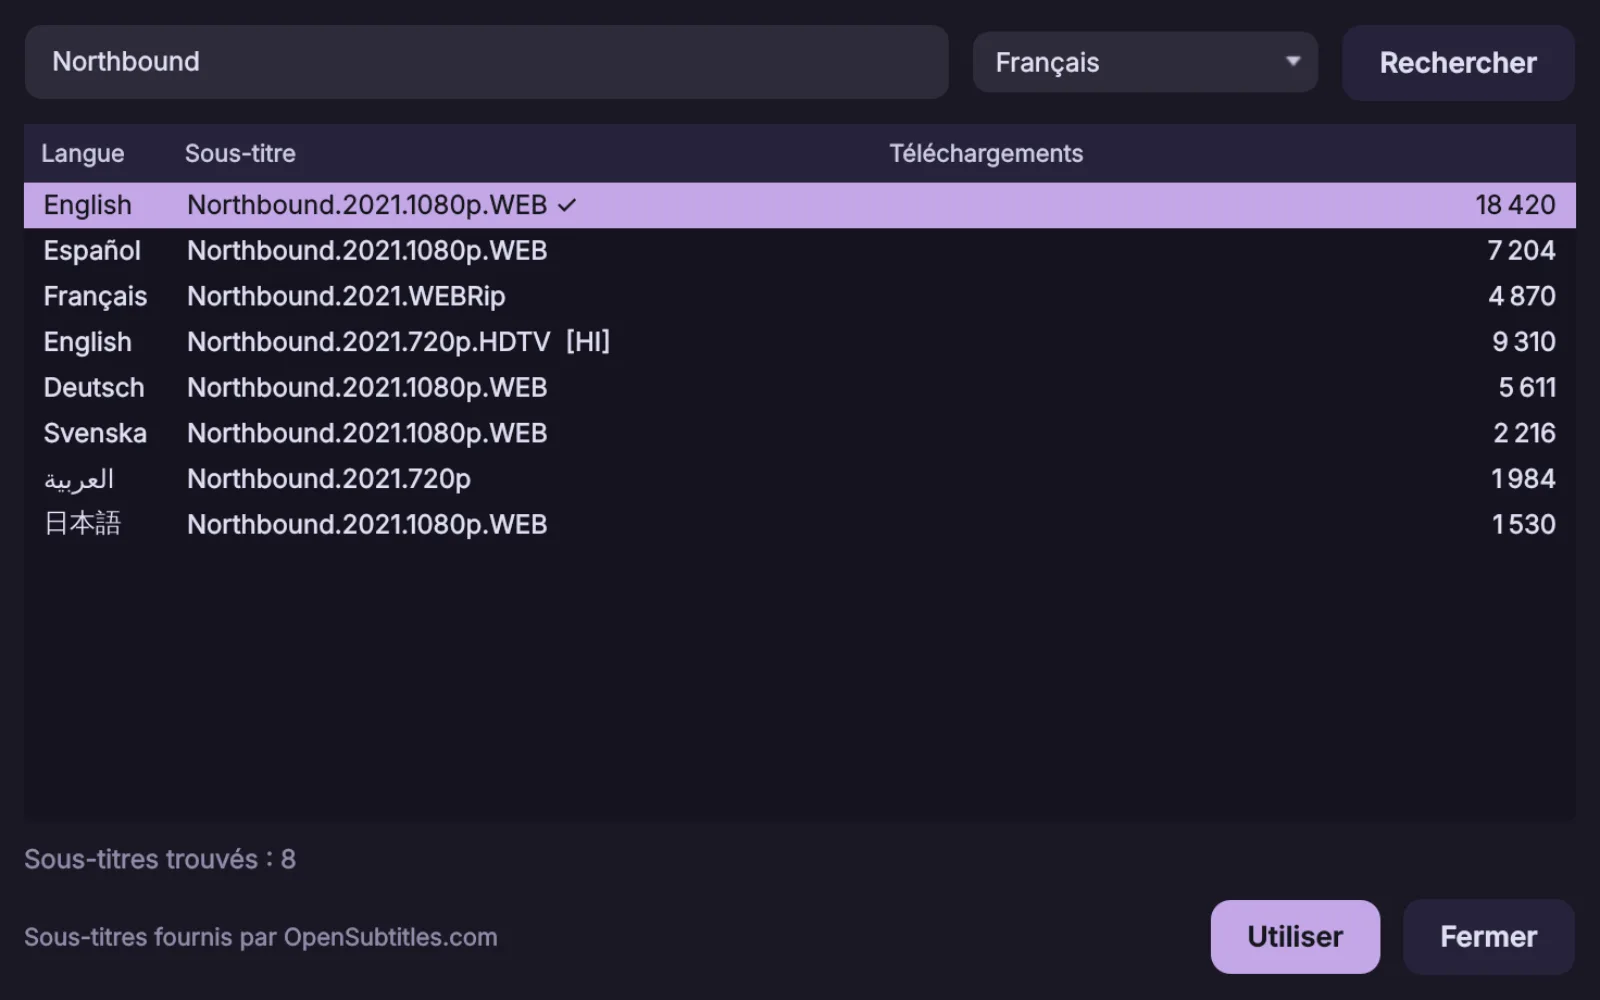 Northbound Français Rechercher
Langue Sous-titre Téléchargements
English Northbound.2021.1080p.WEB ✓ 18 420
Español Northbound.2021.1080p.WEB 7 204
Français Northbound.2021.WEBRip 4 870
English Northbound.2021.720p.HDTV [HI] 9 310
Deutsch Northbound.2021.1080p.WEB 5 611
Svenska Northbound.2021.1080p.WEB 2 216
العربية Northbound.2021.720p 1 984
日本語 Northbound.2021.1080p.WEB 1 530
Sous-titres trouvés : 8
Sous-titres fournis par OpenSubtitles.com Utiliser Fermer